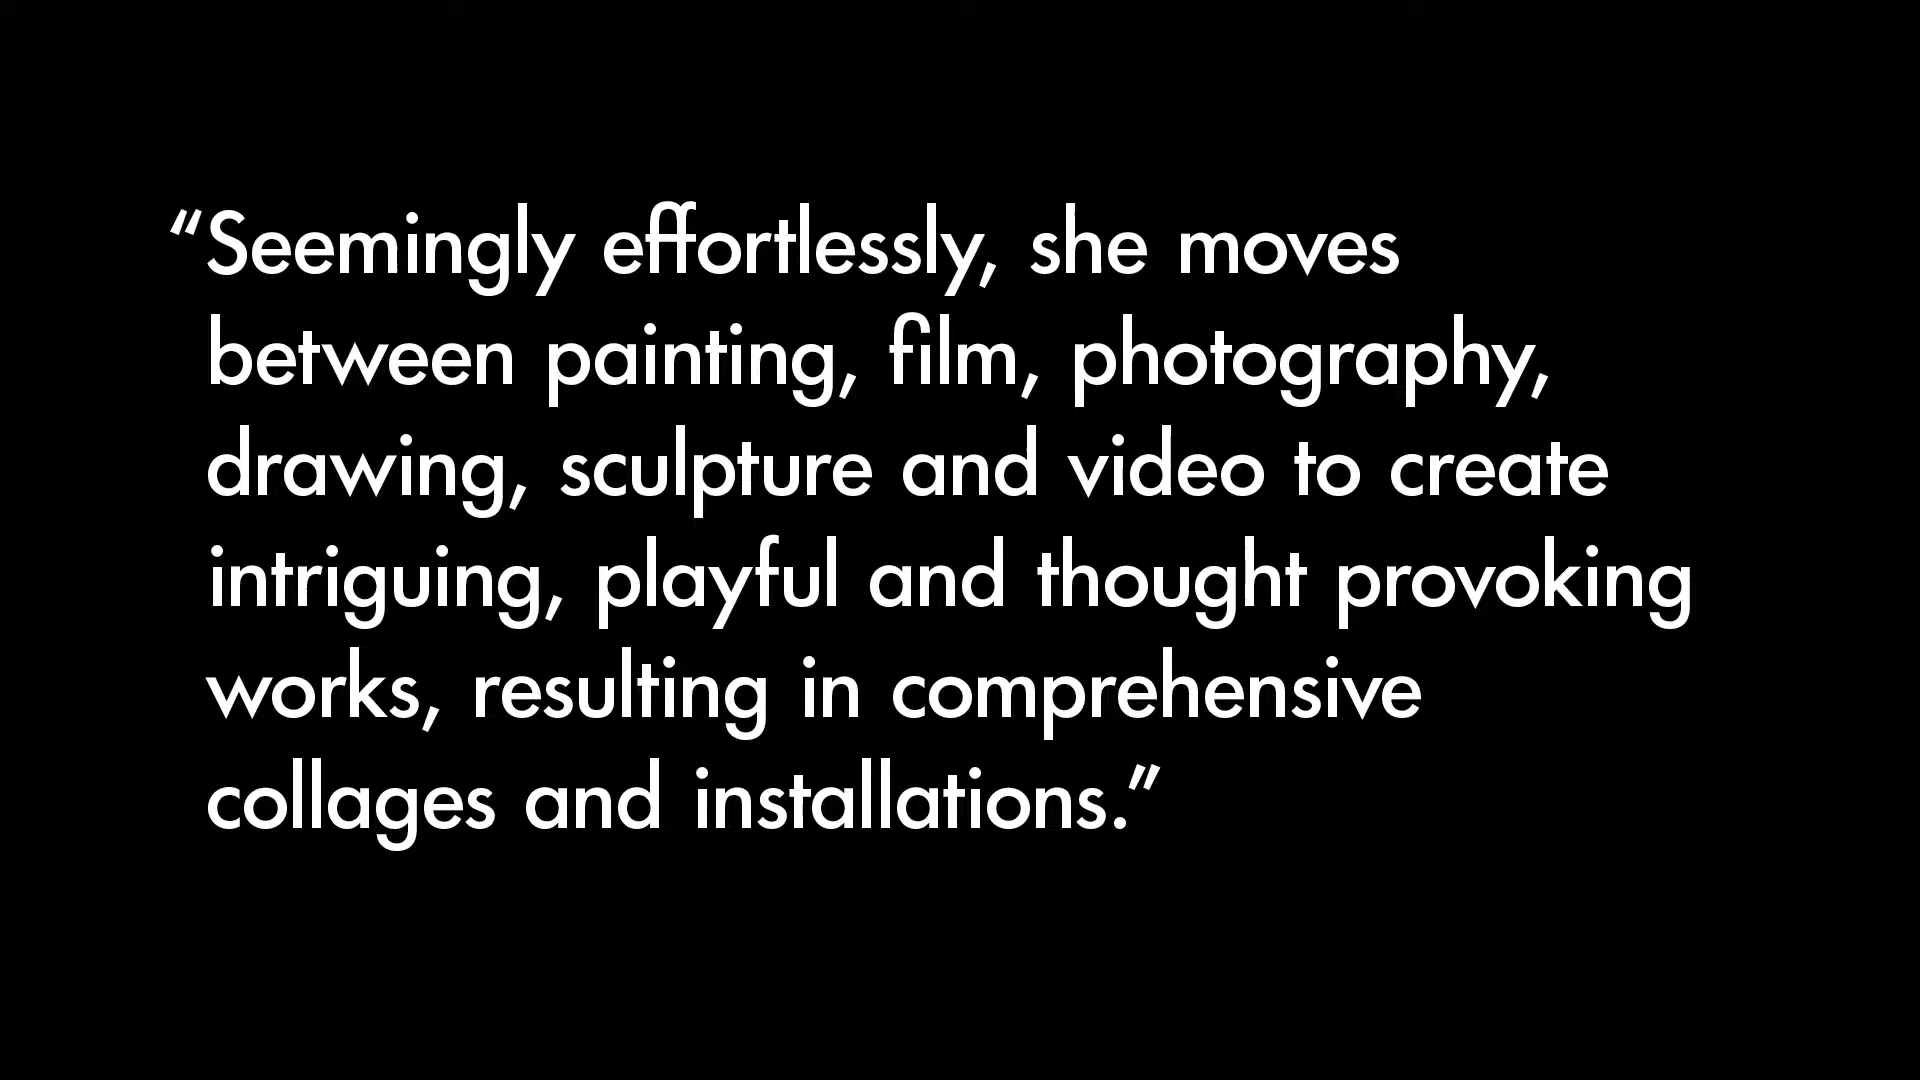 “Seemingly effortlessly, she moves
between painting, film, photography,
drawing, sculpture and video to create
intriguing, playful and thought provoking
works, resulting in comprehensive
collages and installations.”